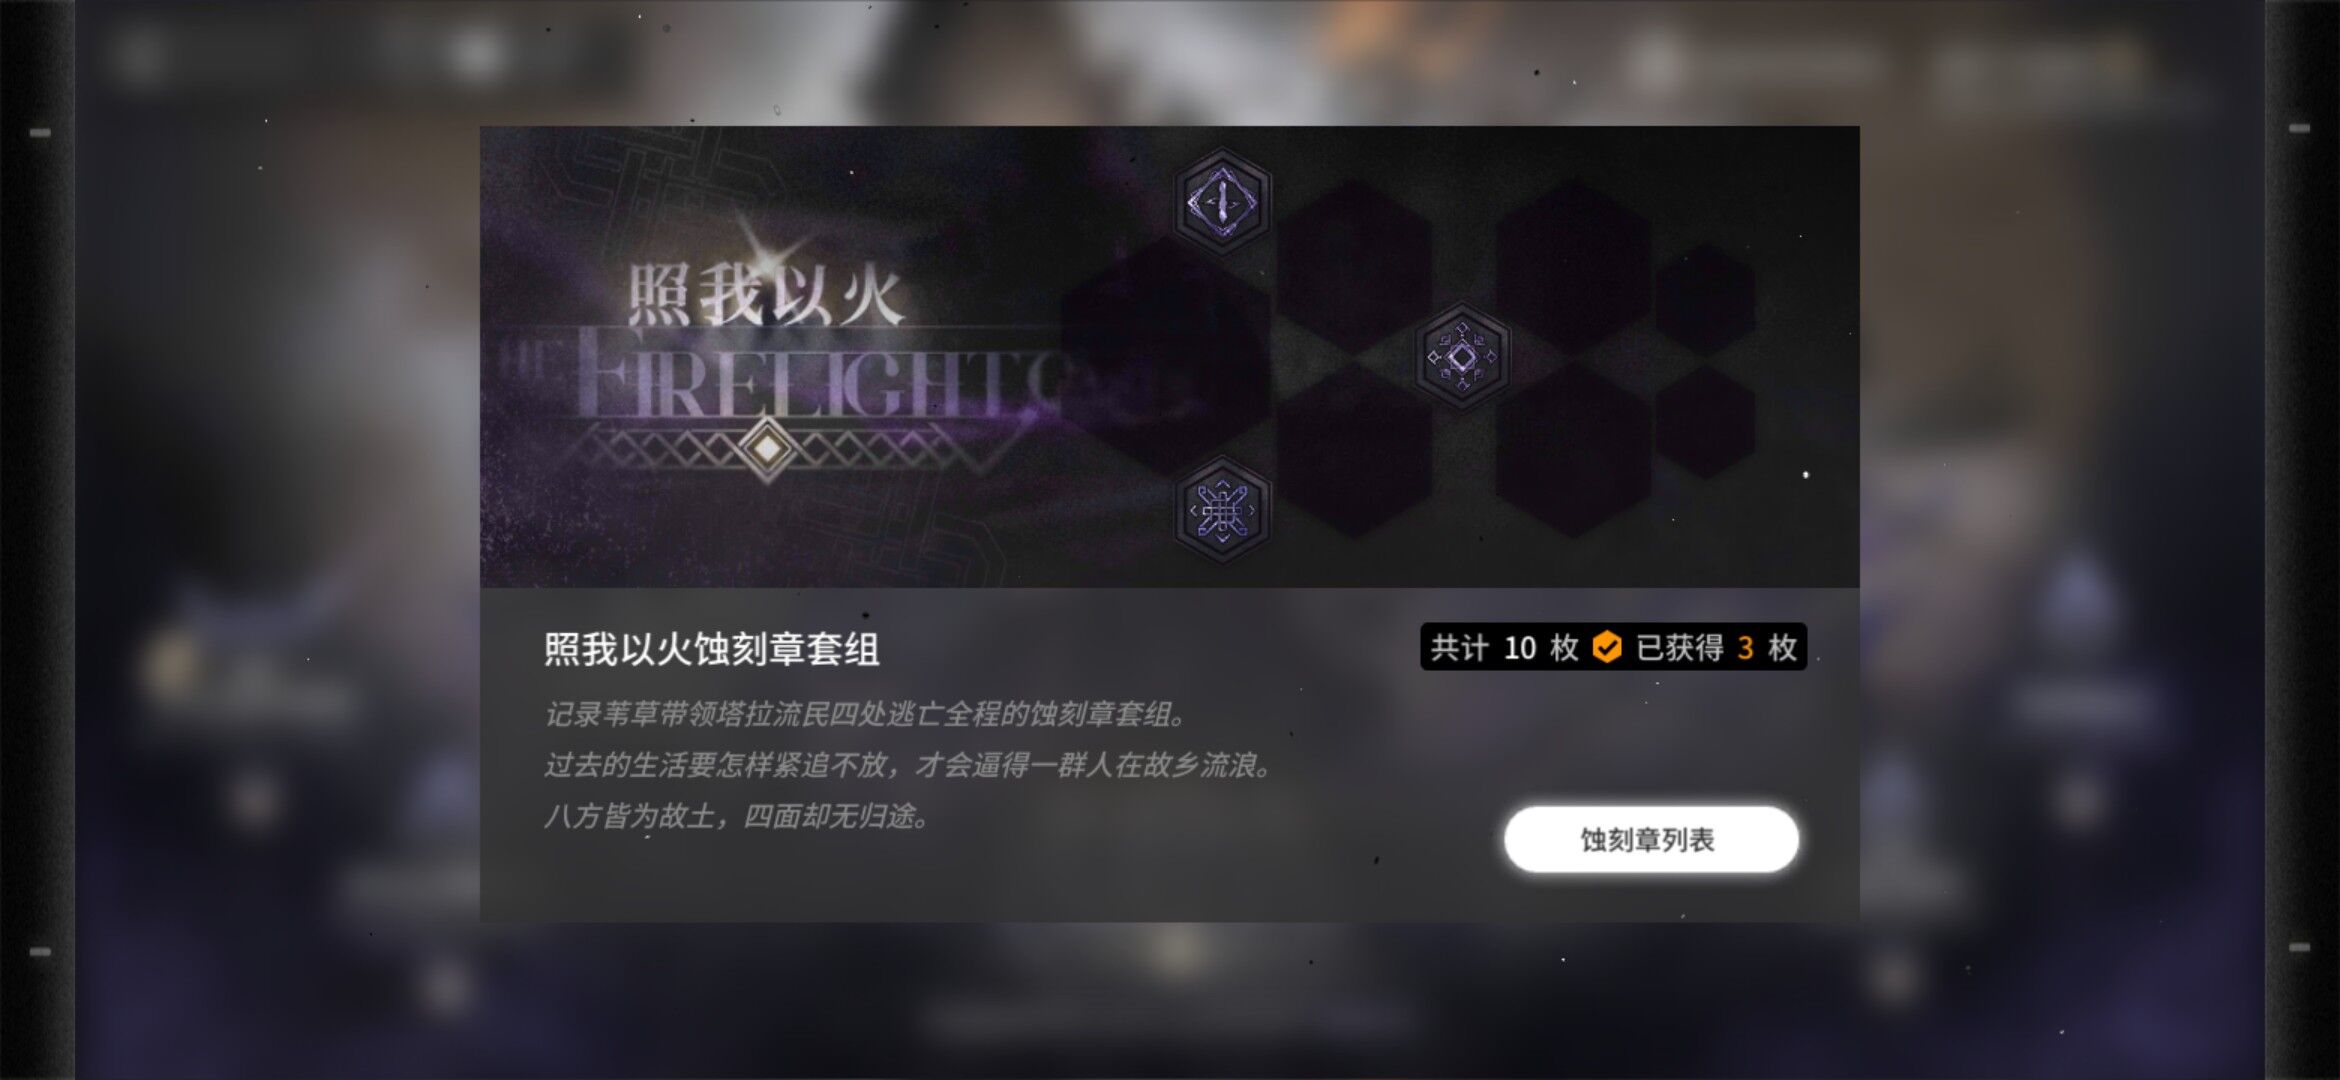 照我以火
FIRELIGHT
照我以火蚀刻章套组
共计 10 枚 已获得 3 枚
记录苇草带领塔拉流民四处逃亡全程的蚀刻章套组。
过去的生活要怎样紧追不放，才会逼得一群人在故乡流浪。
八方皆为故土，四面却无归途。
蚀刻章列表